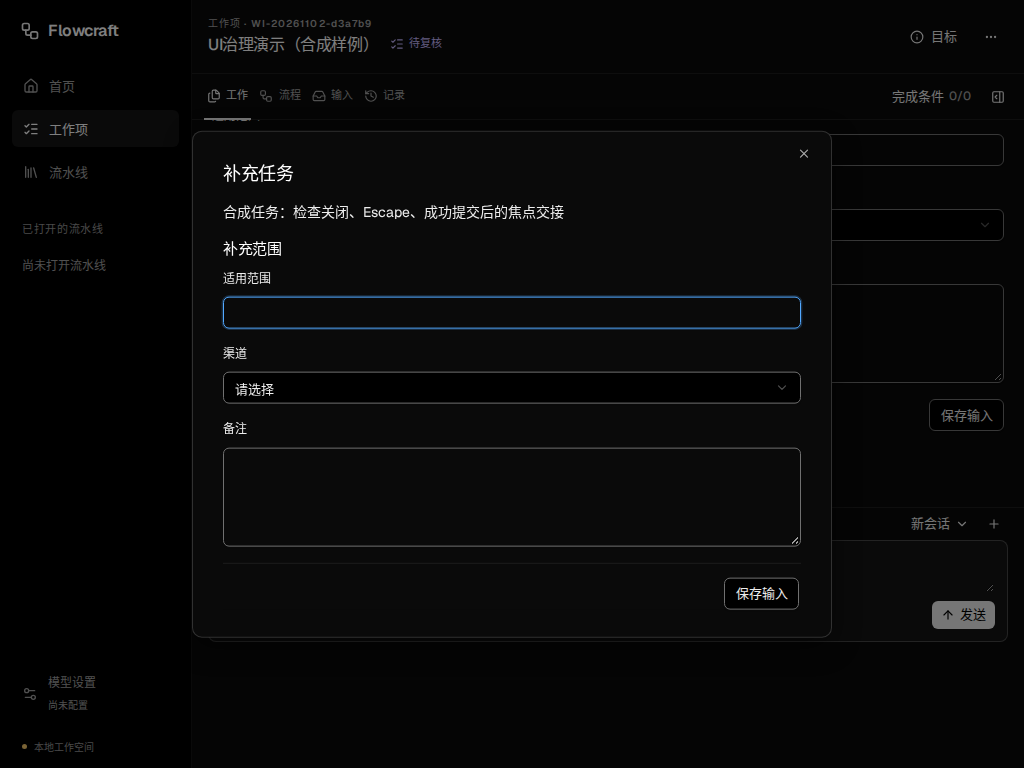 Flowcraft
首页
工作项
流水线
已打开的流水线
尚未打开流水线
模型设置
尚未配置
本地工作空间
工作项 · WI-20261102-d3a7b9
UI治理演示（合成样例）
待复核
目标
工作
流程
输入
记录
完成条件 0/0
补充任务
合成任务：检查关闭、Escape、成功提交后的焦点交接
补充范围
适用范围
渠道
请选择
备注
保存输入
保存输入
新会话
发送